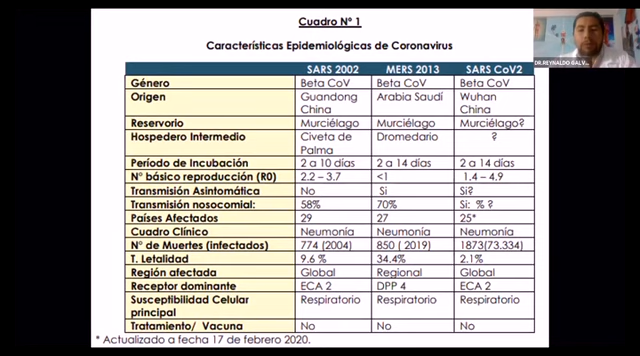 Cuadro N° 1
Características Epidemiológicas de Coronavirus
SARS 2002 MERS 2013 SARS CoV2
Género Beta CoV Beta CoV Beta CoV
Origen Guandong China Arabia Saudí Wuhan China
Reservorio Murciélago Murciélago Murciélago?
Hospedero Intermedio Civeta de Palma Dromedario ?
Período de Incubación 2 a 10 días 2 a 14 días 2 a 14 días
N° básico reproducción (R0) 2.2 – 3.7 <1 1.4 – 4.9
Transmisión Asintomática No Si Si?
Transmisión nosocomial: 58% 70% Si: % ?
Países Afectados 29 27 25*
Cuadro Clínico Neumonía Neumonía Neumonía
N° de Muertes (infectados) 774 (2004) 850 ( 2019) 1873(73.334)
T. Letalidad 9.6 % 34.4% 2.1%
Región afectada Global Regional Global
Receptor dominante ECA 2 DPP 4 ECA 2
Susceptibilidad Celular principal Respiratorio Respiratorio Respiratorio
Tratamiento/ Vacuna No No No
* Actualizado a fecha 17 de febrero 2020.
DR.REYNALDO GALV...